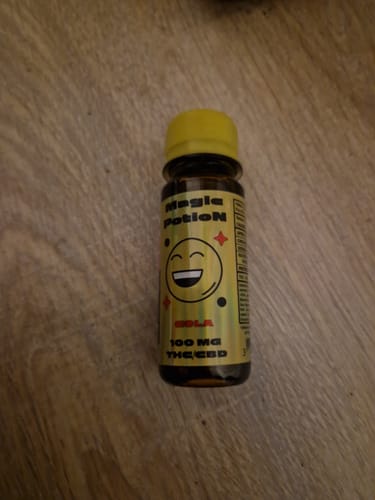 Magic
PotioN
COLA
100 MG
THC/CBD